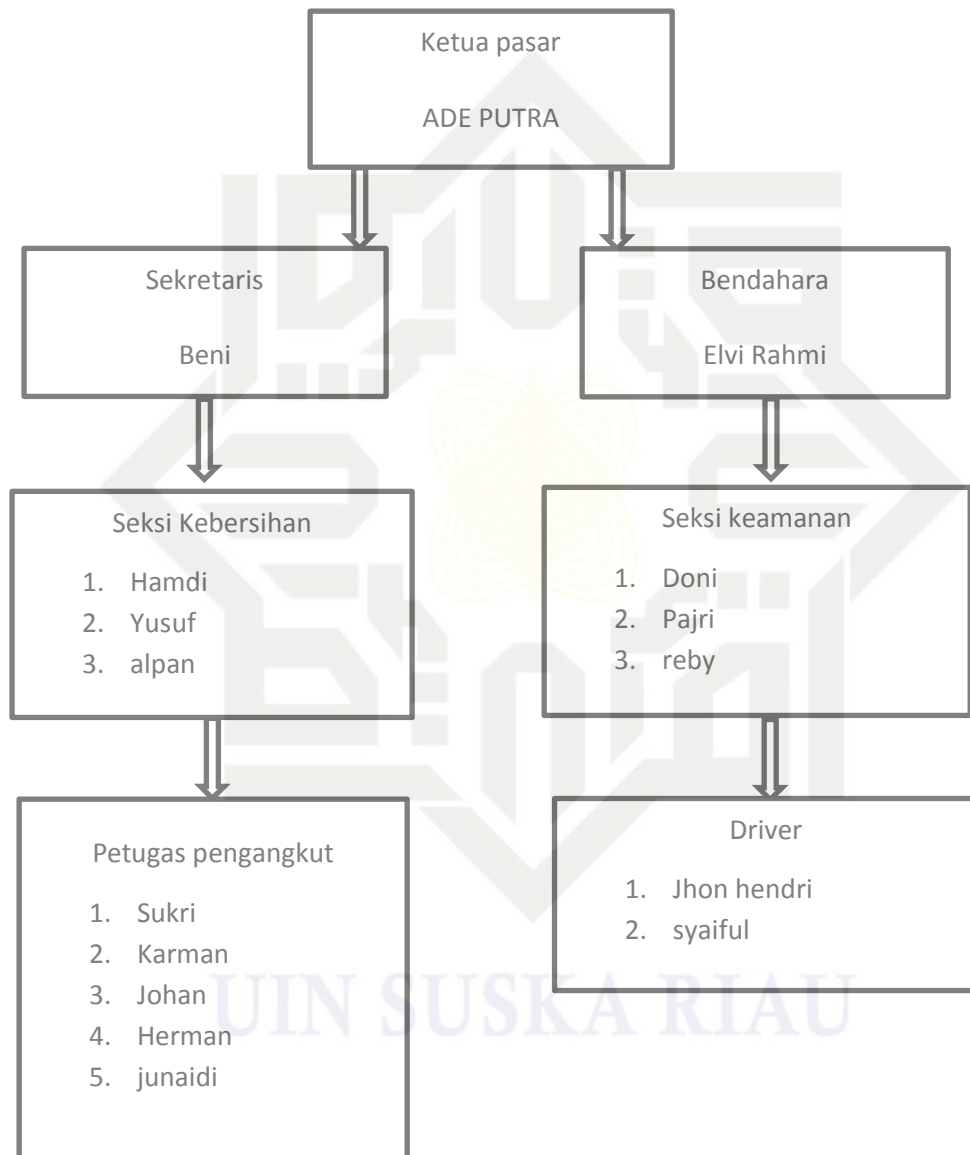 Ketua pasar
ADE PUTRA
Sekretaris
Beni
Bendahara
Elvi Rahmi
Seksi Kebersihan
1. Hamdi
2. Yusuf
3. alpan
Seksi keamanan
1. Doni
2. Pajri
3. reby
Petugas pengangkut
1. Sukri
2. Karman
3. Johan
4. Herman
5. junaidi
Driver
1. Jhon hendri
2. syaiful
UIN SUSKA RIAU